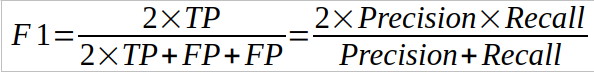 F1 = 2×TP / 2×TP+FP+FP = 2×Precision×Recall / Precision+Recall